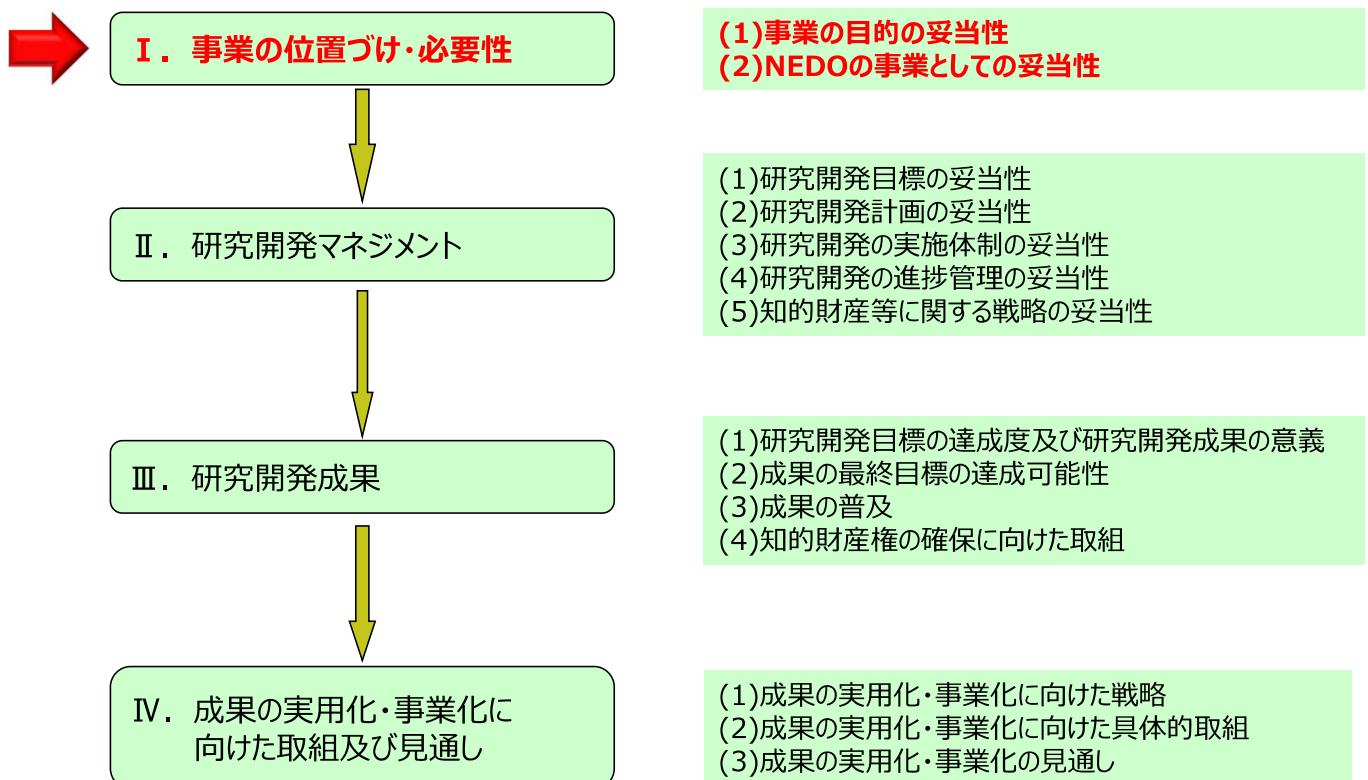 Ⅰ. 事業の位置づけ・必要性
(1)事業の目的の妥当性
(2)NEDOの事業としての妥当性
Ⅱ. 研究開発マネジメント
(1)研究開発目標の妥当性
(2)研究開発計画の妥当性
(3)研究開発の実施体制の妥当性
(4)研究開発の進捗管理の妥当性
(5)知的財産等に関する戦略の妥当性
Ⅲ. 研究開発成果
(1)研究開発目標の達成度及び研究開発成果の意義
(2)成果の最終目標の達成可能性
(3)成果の普及
(4)知的財産権の確保に向けた取組
Ⅳ. 成果の実用化・事業化に
向けた取組及び見通し
(1)成果の実用化・事業化に向けた戦略
(2)成果の実用化・事業化に向けた具体的取組
(3)成果の実用化・事業化の見通し